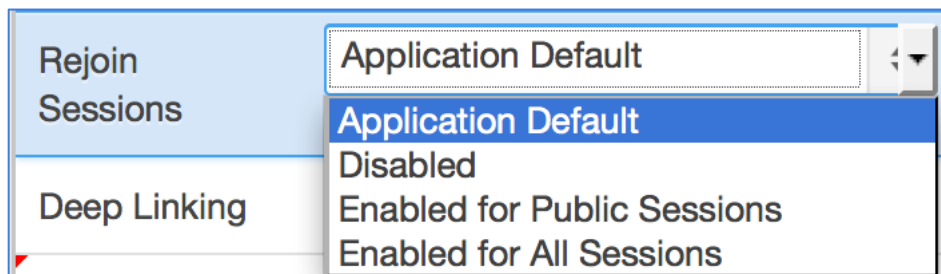 Rejoin
Sessions
Application Default
Application Default
Disabled
Enabled for Public Sessions
Enabled for All Sessions
Deep Linking